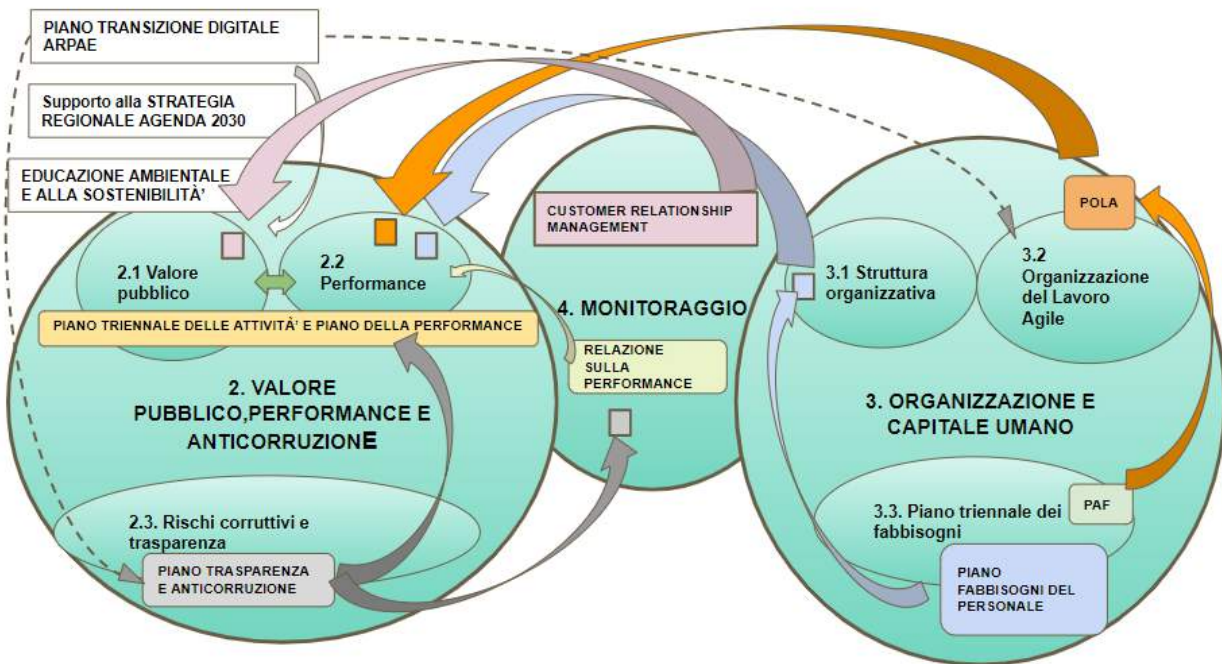 PIANO TRANSIZIONE DIGITALE
ARPAE
Supporto alla STRATEGIA
REGIONALE AGENDA 2030
EDUCAZIONE AMBIENTALE
E ALLA SOSTENIBILITÀ'
2.1 Valore
pubblico
2.2
Performance
PIANO TRIENNALE DELLE ATTIVITÀ' E PIANO DELLA PERFORMANCE
2. VALORE
PUBBLICO,PERFORMANCE E
ANTICORRUZIONE
2.3. Rischi corruttivi e
trasparenza
PIANO TRASPARENZA
E ANTICORRUZIONE
CUSTOMER RELATIONSHIP
MANAGEMENT
4. MONITORAGGIO
RELAZIONE
SULLA
PERFORMANCE
POLA
3.1 Struttura
organizzativa
3.2
Organizzazione
del Lavoro
Agile
3. ORGANIZZAZIONE E
CAPITALE UMANO
PAF
3.3. Piano triennale dei
fabbisogni
PIANO
FABBISOGNI DEL
PERSONALE